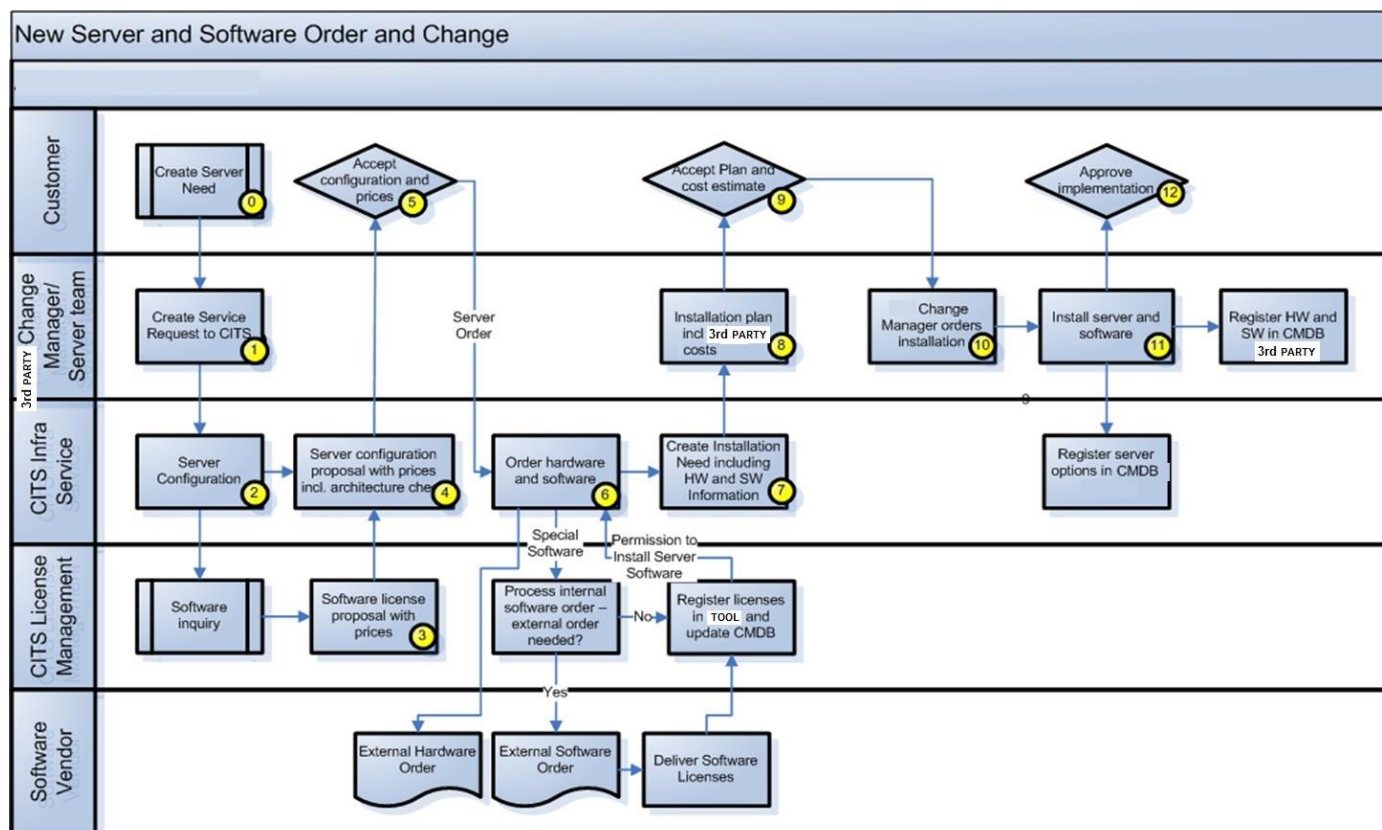 New Server and Software Order and Change
Customer
Create Server
Need
0
Accept
configuration and
prices
5
Accept Plan and
cost estimate
9
Approve
implementation
12
3rd PARTY Change
Manager/
Server team
Create Service
Request to CITS
1
Server
Order
Installation plan
incl 3rd PARTY
costs
8
Change
Manager orders
installation
10
Install server and
software
11
Register HW and
SW in CMDB
3rd PARTY
CITS Infra
Service
Server
Configuration
2
Server configuration
proposal with prices
incl. architecture che
4
Order hardware
and software
6
Create Installation
Need including
HW and SW
Information
7
Register server
options in CMDB
Special
Software
Permission to
Install Server
Software
CITS License
Management
Software
inquiry
Software license
proposal with
prices
3
Process internal
software order –
external order
needed?
No
Register licenses
in TOOL and
update CMDB
Yes
Software
Vendor
External Hardware
Order
External Software
Order
Deliver Software
Licenses